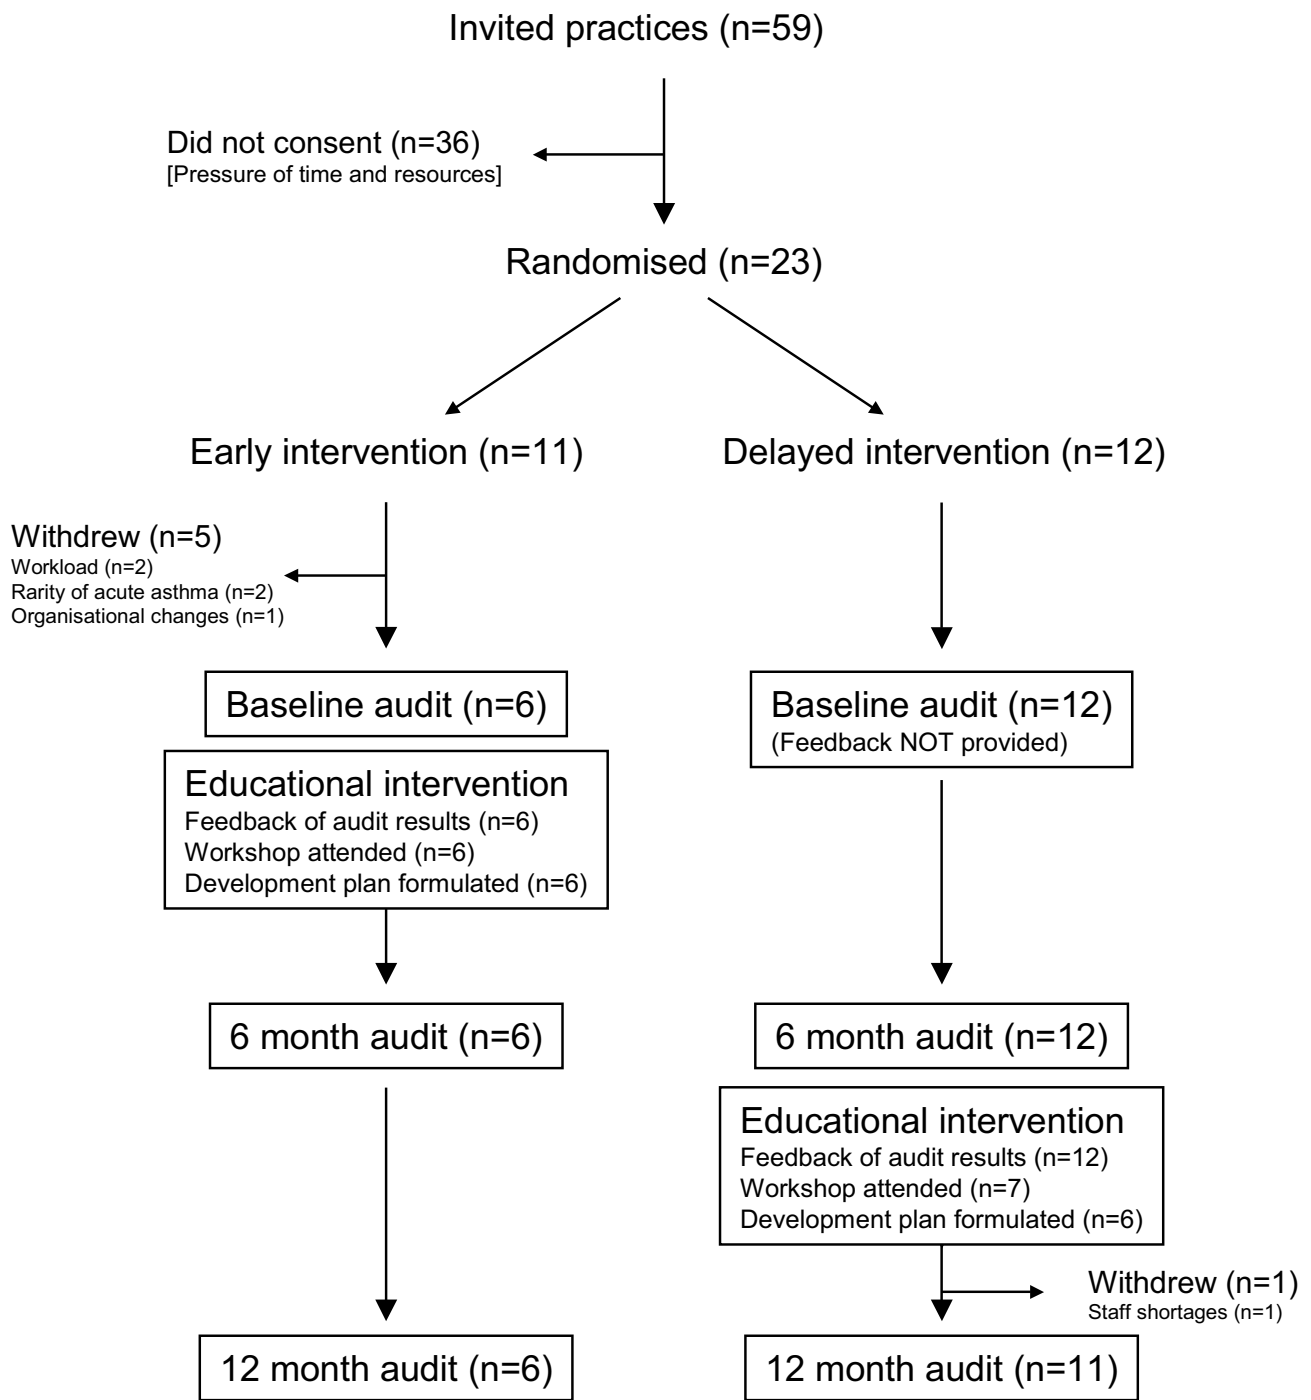 Invited practices (n=59)
Did not consent (n=36)
[Pressure of time and resources]
Randomised (n=23)
Early intervention (n=11)
Delayed intervention (n=12)
Withdrew (n=5)
Workload (n=2)
Rarity of acute asthma (n=2)
Organisational changes (n=1)
Baseline audit (n=6)
Baseline audit (n=12)
(Feedback NOT provided)
Educational intervention
Feedback of audit results (n=6)
Workshop attended (n=6)
Development plan formulated (n=6)
6 month audit (n=6)
6 month audit (n=12)
Educational intervention
Feedback of audit results (n=12)
Workshop attended (n=7)
Development plan formulated (n=6)
Withdrew (n=1)
Staff shortages (n=1)
12 month audit (n=6)
12 month audit (n=11)